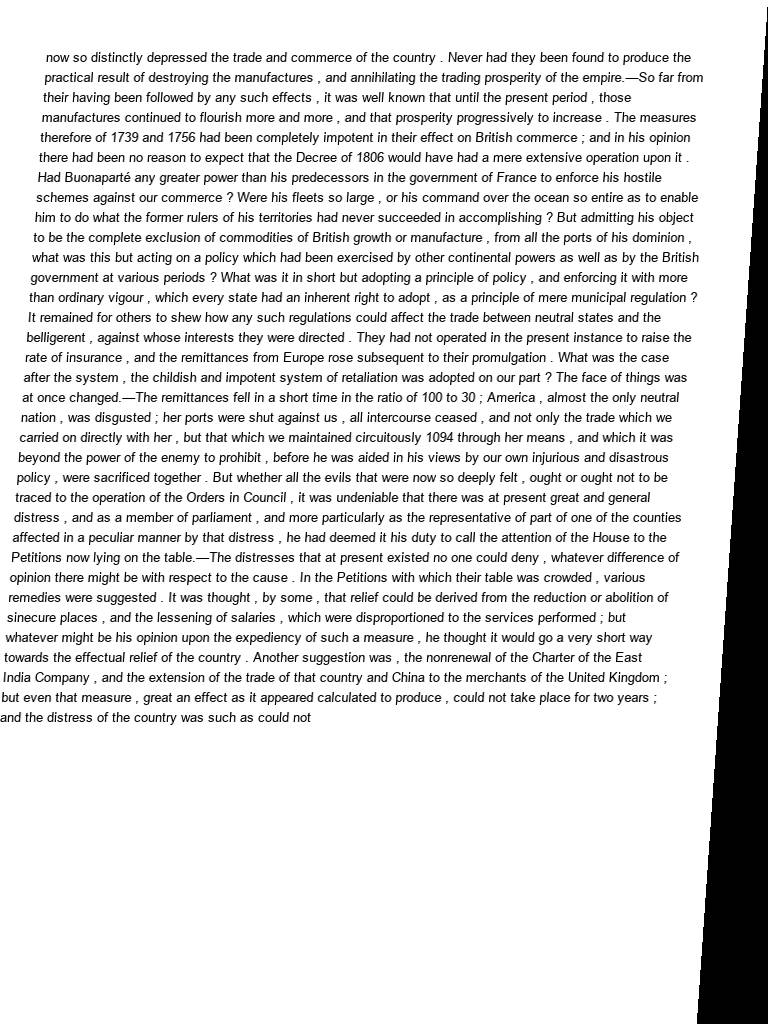 now so distinctly depressed the trade and commerce of the country . Never had they been found to produce the
practical result of destroying the manufactures , and annihilating the trading prosperity of the empire.—So far from
their having been followed by any such effects , it was well known that until the present period , those
manufactures continued to flourish more and more , and that prosperity progressively to increase . The measures
therefore of 1739 and 1756 had been completely impotent in their effect on British commerce ; and in his opinion
there had been no reason to expect that the Decree of 1806 would have had a mere extensive operation upon it .
Had Buonaparté any greater power than his predecessors in the government of France to enforce his hostile
schemes against our commerce ? Were his fleets so large , or his command over the ocean so entire as to enable
him to do what the former rulers of his territories had never succeeded in accomplishing ? But admitting his object
to be the complete exclusion of commodities of British growth or manufacture , from all the ports of his dominion ,
what was this but acting on a policy which had been exercised by other continental powers as well as by the British
government at various periods ? What was it in short but adopting a principle of policy , and enforcing it with more
than ordinary vigour , which every state had an inherent right to adopt , as a principle of mere municipal regulation ?
It remained for others to shew how any such regulations could affect the trade between neutral states and the
belligerent , against whose interests they were directed . They had not operated in the present instance to raise the
rate of insurance , and the remittances from Europe rose subsequent to their promulgation . What was the case
after the system , the childish and impotent system of retaliation was adopted on our part ? The face of things was
at once changed.—The remittances fell in a short time in the ratio of 100 to 30 ; America , almost the only neutral
nation , was disgusted ; her ports were shut against us , all intercourse ceased , and not only the trade which we
carried on directly with her , but that which we maintained circuitously 1094 through her means , and which it was
beyond the power of the enemy to prohibit , before he was aided in his views by our own injurious and disastrous
policy , were sacrificed together . But whether all the evils that were now so deeply felt , ought or ought not to be
traced to the operation of the Orders in Council , it was undeniable that there was at present great and general
distress , and as a member of parliament , and more particularly as the representative of part of one of the counties
affected in a peculiar manner by that distress , he had deemed it his duty to call the attention of the House to the
Petitions now lying on the table.—The distresses that at present existed no one could deny , whatever difference of
opinion there might be with respect to the cause . In the Petitions with which their table was crowded , various
remedies were suggested . It was thought , by some , that relief could be derived from the reduction or abolition of
sinecure places , and the lessening of salaries , which were disproportioned to the services performed ; but
whatever might be his opinion upon the expediency of such a measure , he thought it would go a very short way
towards the effectual relief of the country . Another suggestion was , the nonrenewal of the Charter of the East
India Company , and the extension of the trade of that country and China to the merchants of the United Kingdom ;
but even that measure , great an effect as it appeared calculated to produce , could not take place for two years ;
and the distress of the country was such as could not